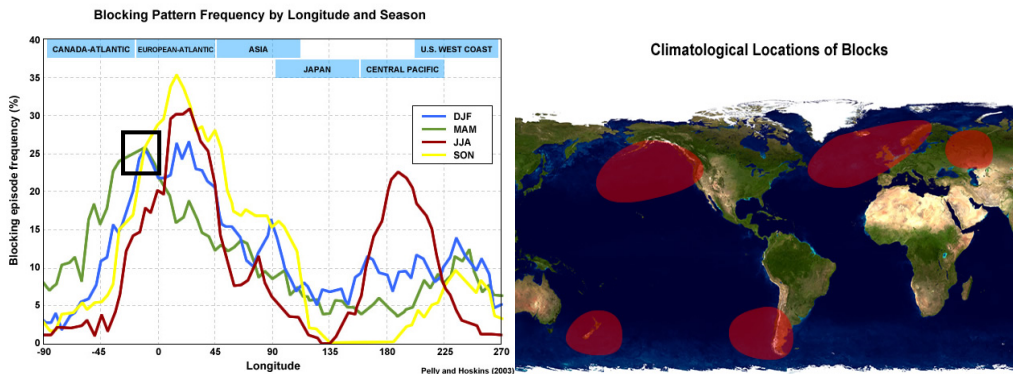 Blocking Pattern Frequency by Longitude and Season
Climatological Locations of Blocks
40
35
30
25
20
15
10
5
0
Blocking episode frequency (%)
CANADA-ATLANTIC
EUROPEAN-ATLANTIC
ASIA
U.S. WEST COAST
JAPAN
CENTRAL PACIFIC
DJF
MAM
JJA
SON
-90
-45
0
45
90
135
180
225
270
Longitude
Pelly and Hoskins (2003)